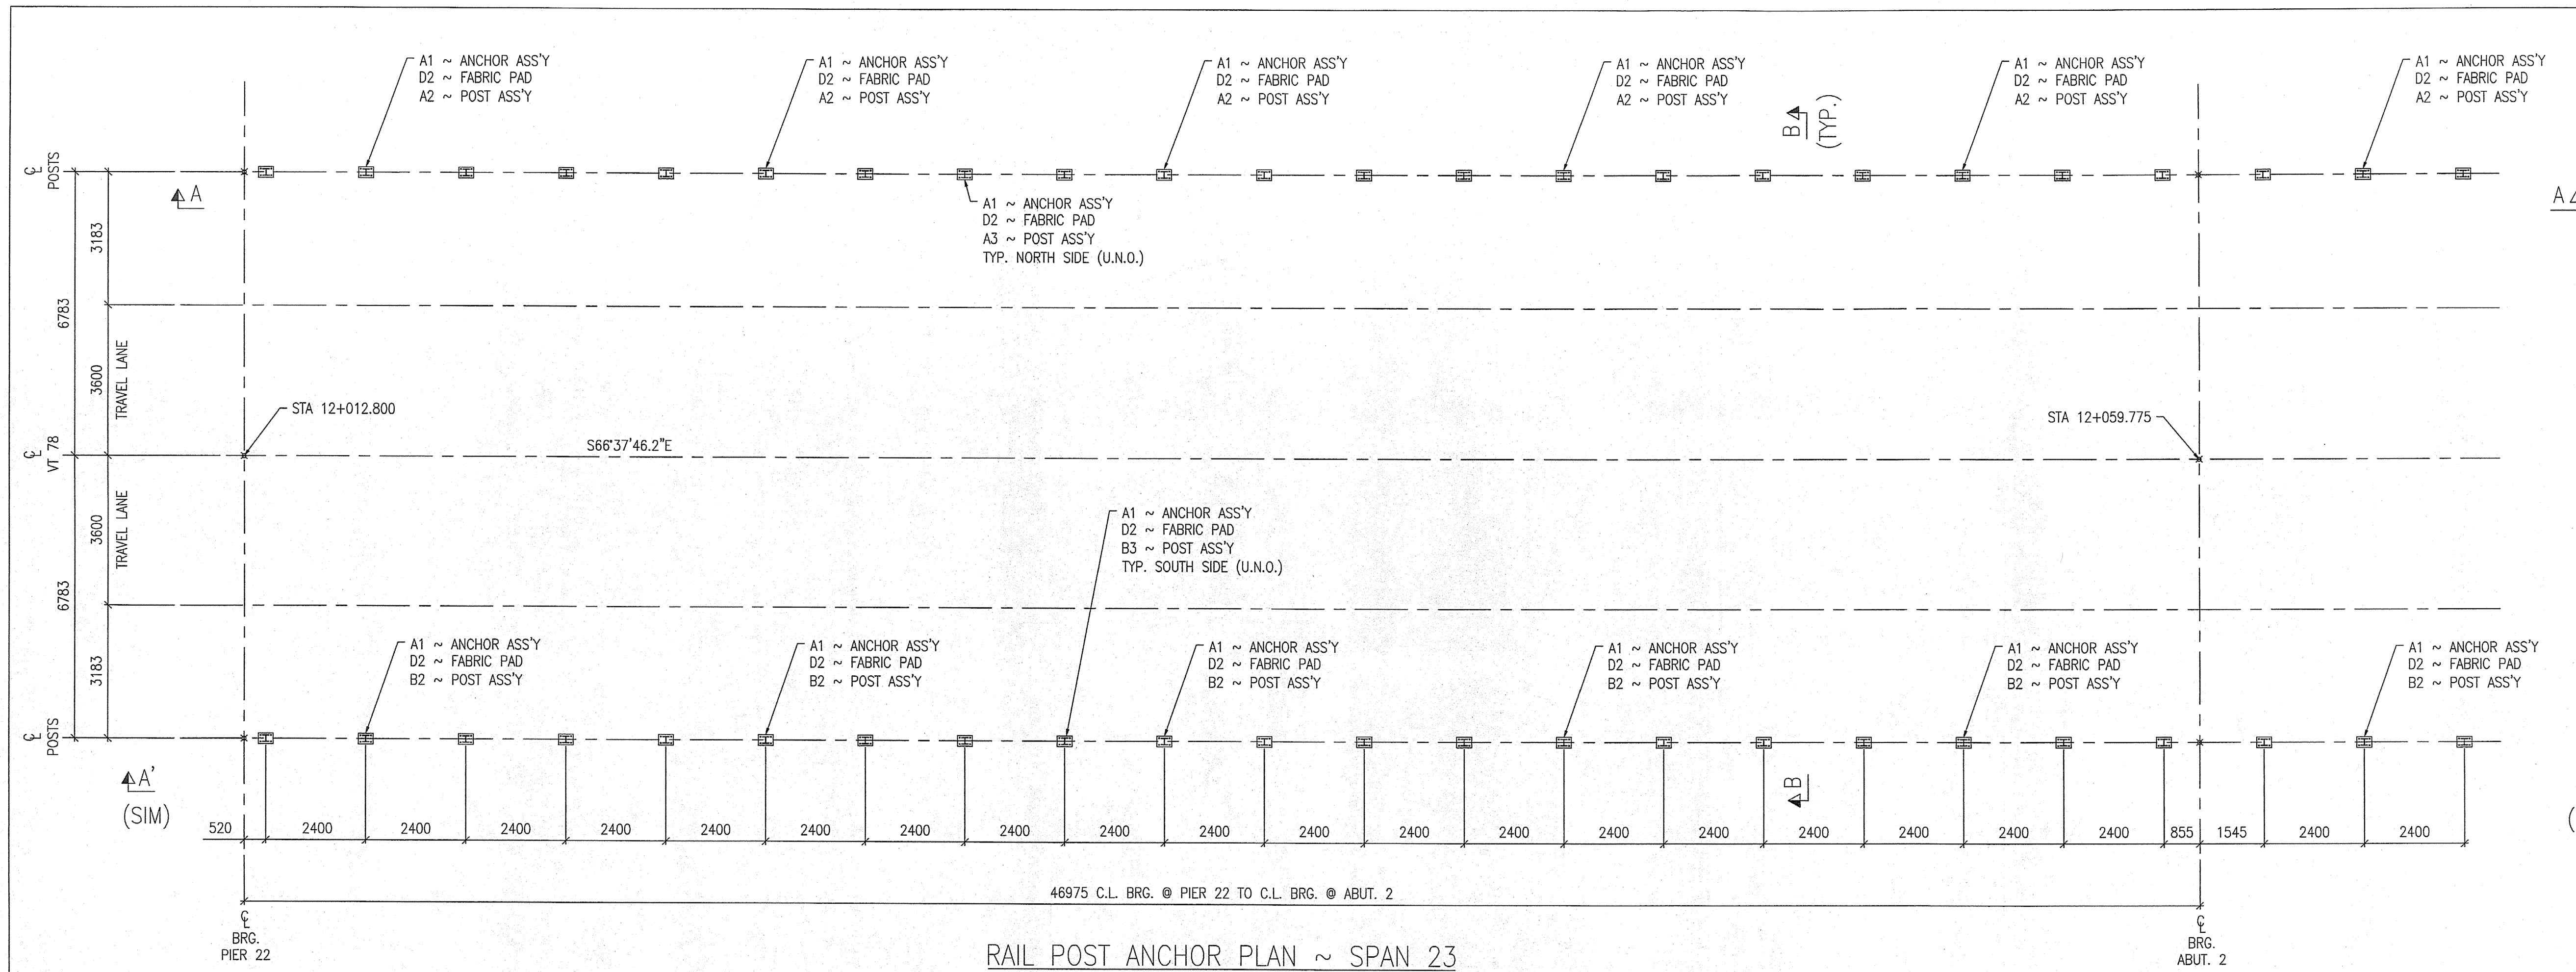 A1 ~ ANCHOR ASS'Y
D2 ~ FABRIC PAD
A2 ~ POST ASS'Y
A1 ~ ANCHOR ASS'Y
D2 ~ FABRIC PAD
A2 ~ POST ASS'Y
A1 ~ ANCHOR ASS'Y
D2 ~ FABRIC PAD
A2 ~ POST ASS'Y
A1 ~ ANCHOR ASS'Y
D2 ~ FABRIC PAD
A2 ~ POST ASS'Y
B
(TYP.)
A1 ~ ANCHOR ASS'Y
D2 ~ FABRIC PAD
A2 ~ POST ASS'Y
A1 ~ ANCHOR ASS'Y
D2 ~ FABRIC PAD
A2 ~ POST ASS'Y
℄
POSTS
A
A
A1 ~ ANCHOR ASS'Y
D2 ~ FABRIC PAD
A3 ~ POST ASS'Y
TYP. NORTH SIDE (U.N.O.)
3183
6783
3600
TRAVEL LANE
STA 12+012.800
STA 12+059.775
℄
VT 78
S66°37'46.2"E
3600
TRAVEL LANE
6783
3183
A1 ~ ANCHOR ASS'Y
D2 ~ FABRIC PAD
B3 ~ POST ASS'Y
TYP. SOUTH SIDE (U.N.O.)
A1 ~ ANCHOR ASS'Y
D2 ~ FABRIC PAD
B2 ~ POST ASS'Y
A1 ~ ANCHOR ASS'Y
D2 ~ FABRIC PAD
B2 ~ POST ASS'Y
A1 ~ ANCHOR ASS'Y
D2 ~ FABRIC PAD
B2 ~ POST ASS'Y
A1 ~ ANCHOR ASS'Y
D2 ~ FABRIC PAD
B2 ~ POST ASS'Y
A1 ~ ANCHOR ASS'Y
D2 ~ FABRIC PAD
B2 ~ POST ASS'Y
A1 ~ ANCHOR ASS'Y
D2 ~ FABRIC PAD
B2 ~ POST ASS'Y
℄
POSTS
A'
(SIM)
B
(
520 2400 2400 2400 2400 2400 2400 2400 2400 2400 2400 2400 2400 2400 2400 2400 2400 2400 2400 2400 855 1545 2400 2400
46975 C.L. BRG. @ PIER 22 TO C.L. BRG. @ ABUT. 2
℄
BRG.
PIER 22
℄
BRG.
ABUT. 2
RAIL POST ANCHOR PLAN ~ SPAN 23